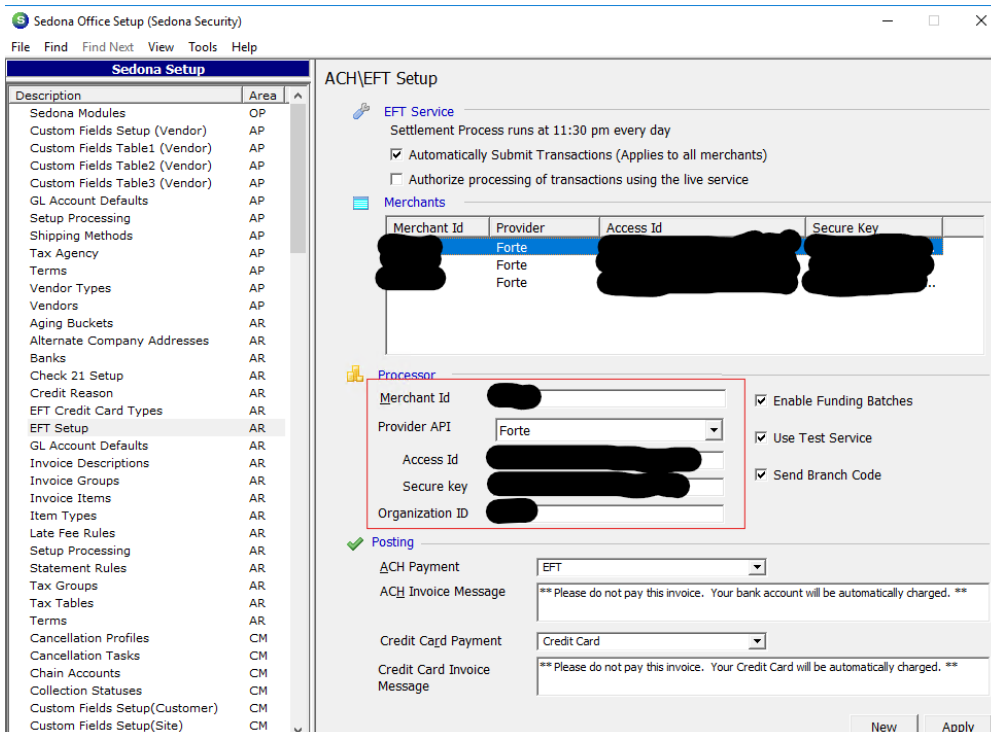 Sedona Office Setup (Sedona Security)
File Find Find Next View Tools Help
Sedona Setup
Description Area
Sedona Modules OP
Custom Fields Setup (Vendor) AP
Custom Fields Table1 (Vendor) AP
Custom Fields Table2 (Vendor) AP
Custom Fields Table3 (Vendor) AP
GL Account Defaults AP
Setup Processing AP
Shipping Methods AP
Tax Agency AP
Terms AP
Vendor Types AP
Vendors AP
Aging Buckets AR
Alternate Company Addresses AR
Banks AR
Check 21 Setup AR
Credit Reason AR
EFT Credit Card Types AR
EFT Setup AR
GL Account Defaults AR
Invoice Descriptions AR
Invoice Groups AR
Invoice Items AR
Item Types AR
Late Fee Rules AR
Setup Processing AR
Statement Rules AR
Tax Groups AR
Tax Tables AR
Terms AR
Cancellation Profiles CM
Cancellation Tasks CM
Chain Accounts CM
Collection Statuses CM
Custom Fields Setup(Customer) CM
Custom Fields Setup(Site) CM
ACH\EFT Setup
EFT Service
Settlement Process runs at 11:30 pm every day
Automatically Submit Transactions (Applies to all merchants)
Authorize processing of transactions using the live service
Merchants
Merchant Id Provider Access Id Secure Key
Forte
Forte
Forte ..
Processor
Merchant Id
Provider API Forte
Access Id
Secure key
Organization ID
Enable Funding Batches
Use Test Service
Send Branch Code
Posting
ACH Payment EFT
ACH Invoice Message ** Please do not pay this invoice. Your bank account will be automatically charged. **
Credit Card Payment Credit Card
Credit Card Invoice Message ** Please do not pay this invoice. Your Credit Card will be automatically charged. **
New Apply